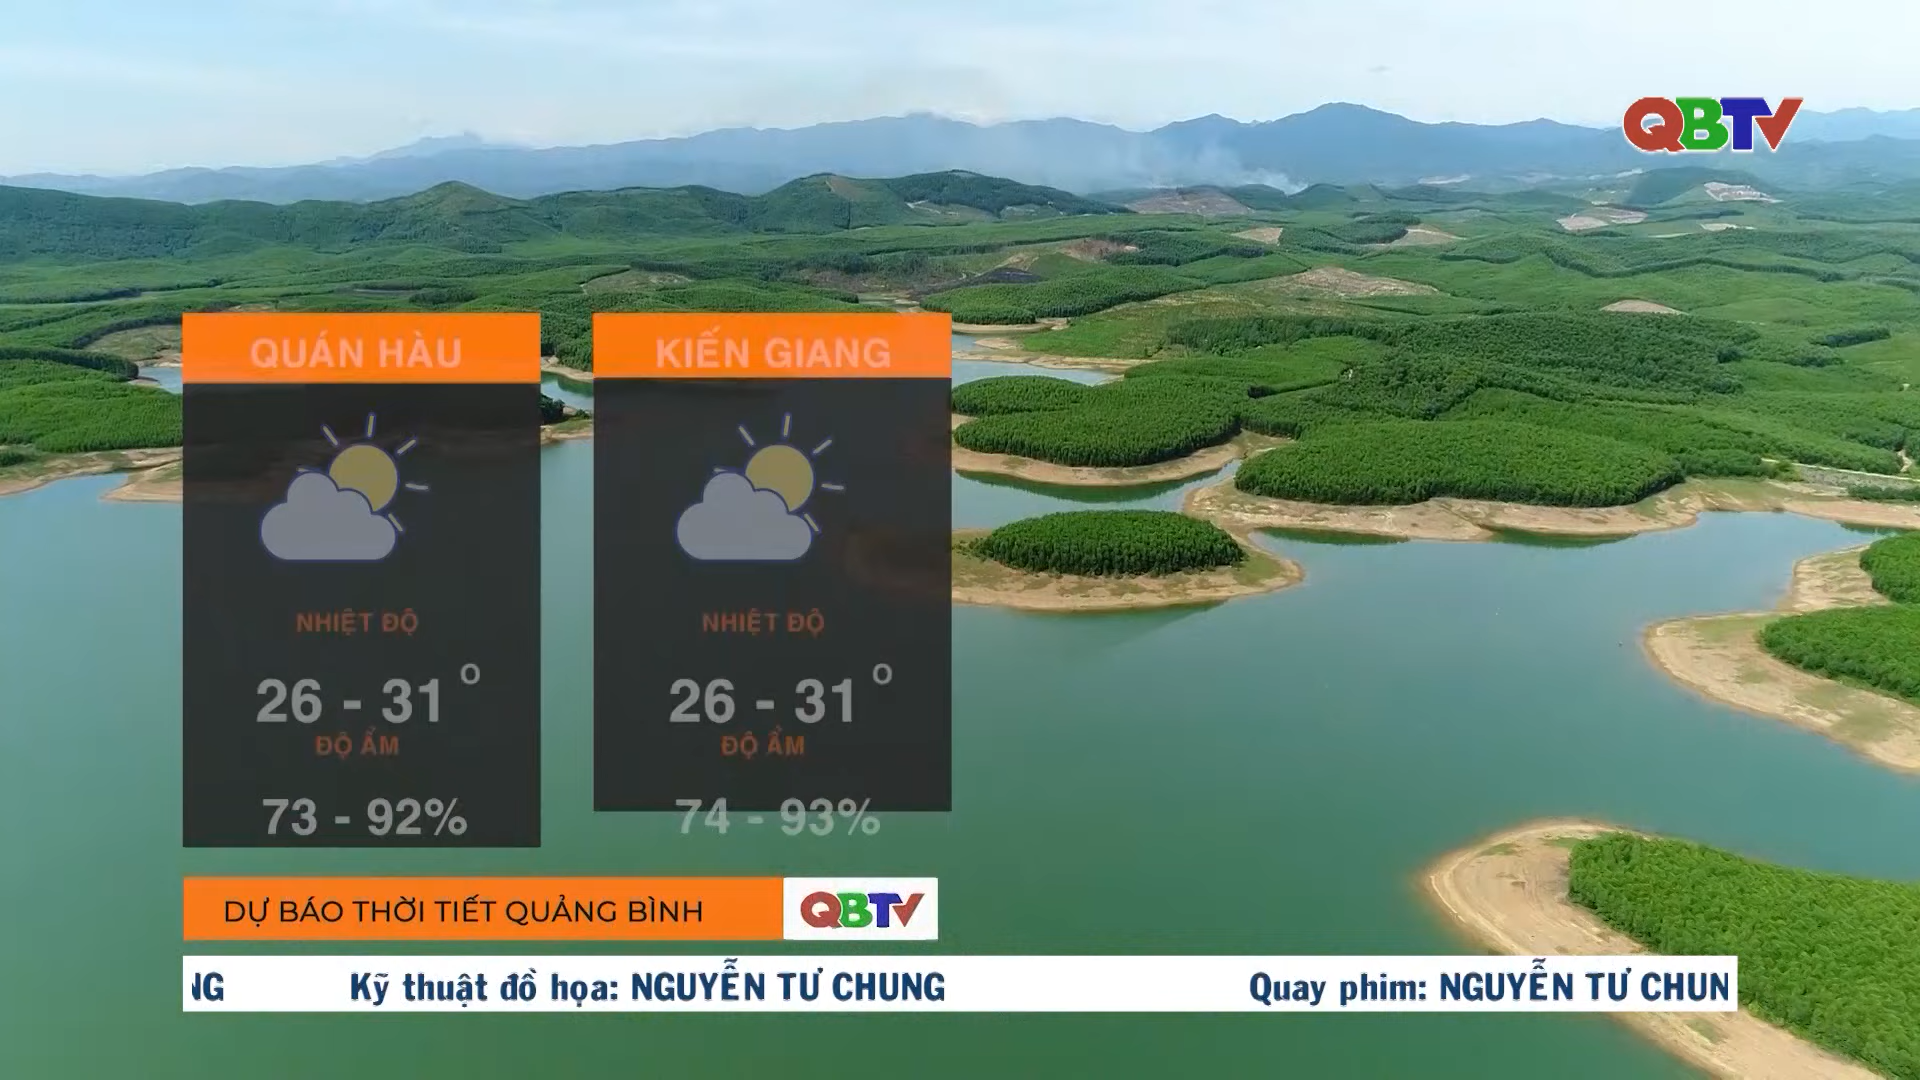 QBTV
QUÁN HÀU
KIẾN GIANG
NHIỆT ĐỘ
26 - 31°
ĐỘ ẨM
73 - 92%
NHIỆT ĐỘ
26 - 31°
ĐỘ ẨM
74 - 93%
DỰ BÁO THỜI TIẾT QUẢNG BÌNH
QBTV
NG Kỹ thuật đồ họa: NGUYỄN TƯ CHUNG Quay phim: NGUYỄN TƯ CHUN